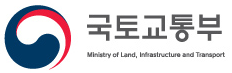 국토교통부
Ministry of Land, Infrastructure and Transport